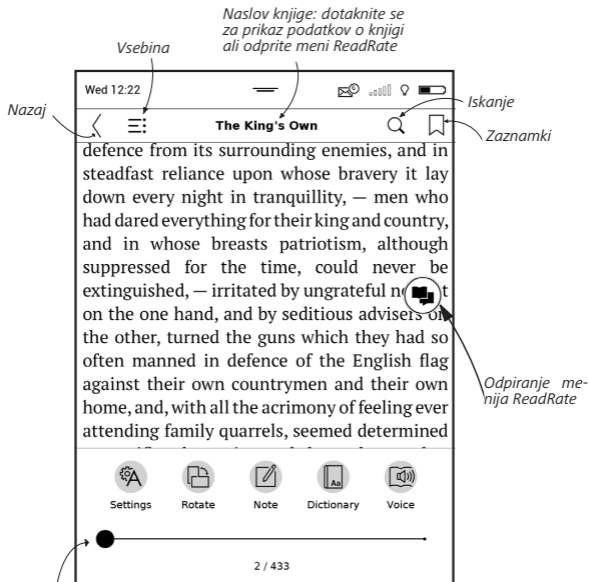 Naslov knjige: dotaknite se
za prikaz podatkov o knjigi
ali odprite meni ReadRate
Vsebina
Nazaj
Iskanje
Zaznamki
Wed 12:22
The King's Own
defence from its surrounding enemies, and in
steadfast reliance upon whose bravery it lay
down every night in tranquillity, — men who
had dared everything for their king and country,
and in whose breasts patriotism, although
suppressed for the time, could never be
extinguished, — irritated by ungrateful
on the one hand, and by seditious advisers on
the other, turned the guns which they had so
often manned in defence of the English flag
against their own countrymen and their own
home, and, with all the acrimony of feeling ever
attending family quarrels, seemed determined
Odpiranje me-
nija ReadRate
Settings
Rotate
Note
Dictionary
Voice
2 / 433